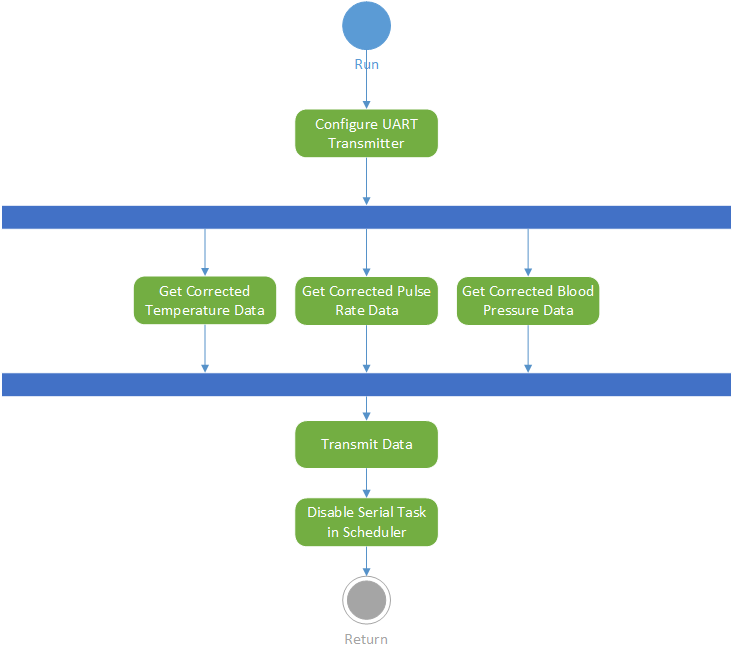 Run
Configure UART
Transmitter
Get Corrected
Temperature Data
Get Corrected Pulse
Rate Data
Get Corrected Blood
Pressure Data
Transmit Data
Disable Serial Task
in Scheduler
Return